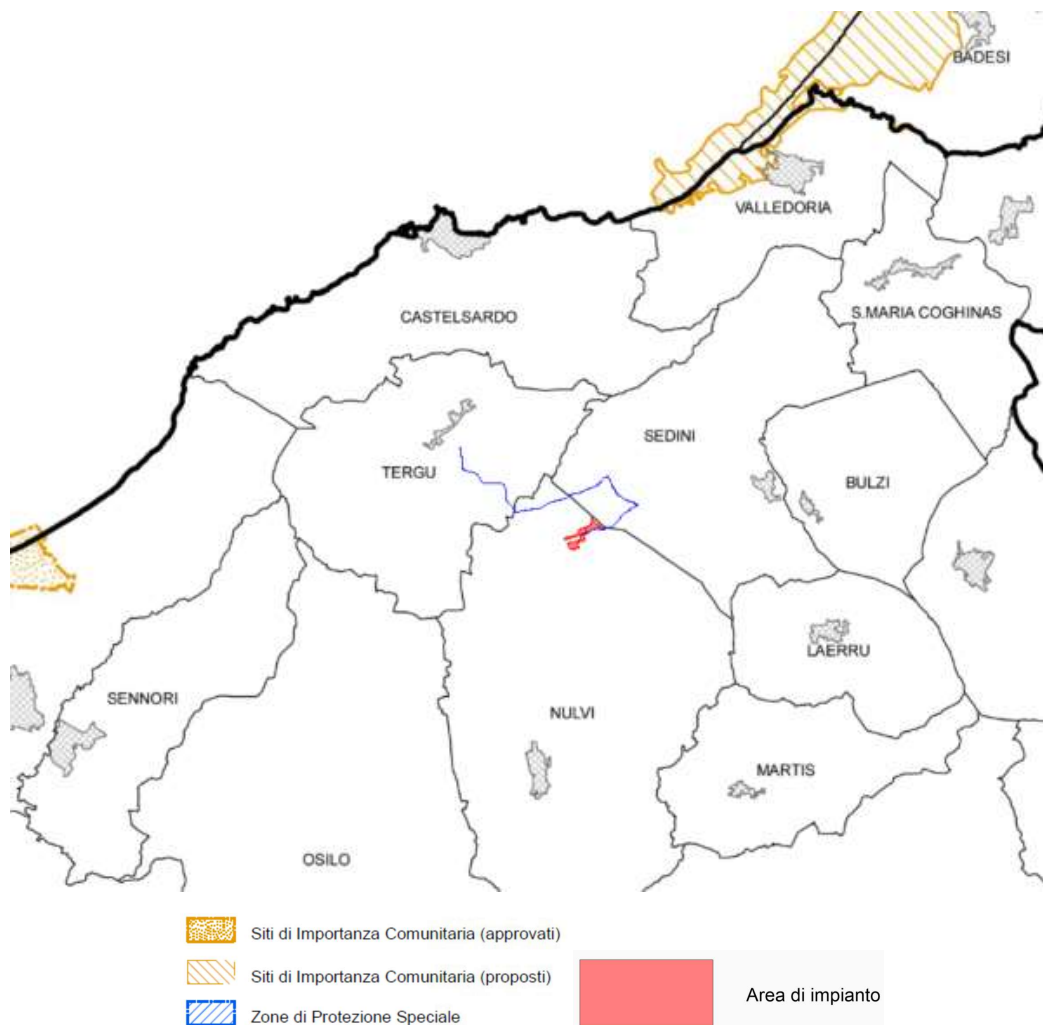 BADESI
VALLEDORIA
S.MARIA COGHINAS
CASTELSARDO
SEDINI
TERGU
BULZI
LAERRU
SENNORI
NULVI
MARTIS
OSILO
Siti di Importanza Comunitaria (approvati)
Siti di Importanza Comunitaria (proposti)
Area di impianto
Zone di Protezione Speciale